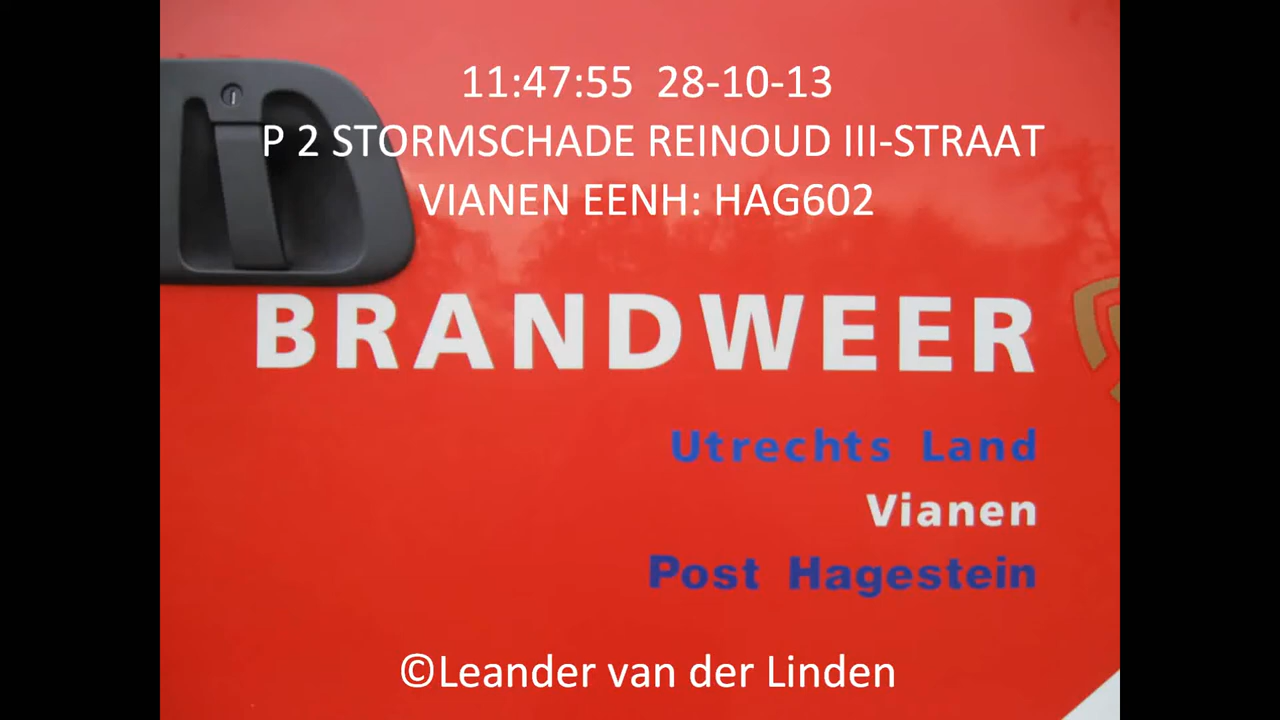 11:47:55 28-10-13
P 2 STORMSCHADE REINOUD III-STRAAT
VIANEN EENH: HAG602
BRANDWEER
Utrechts Land
Vianen
Post Hagestein
©Leander van der Linden